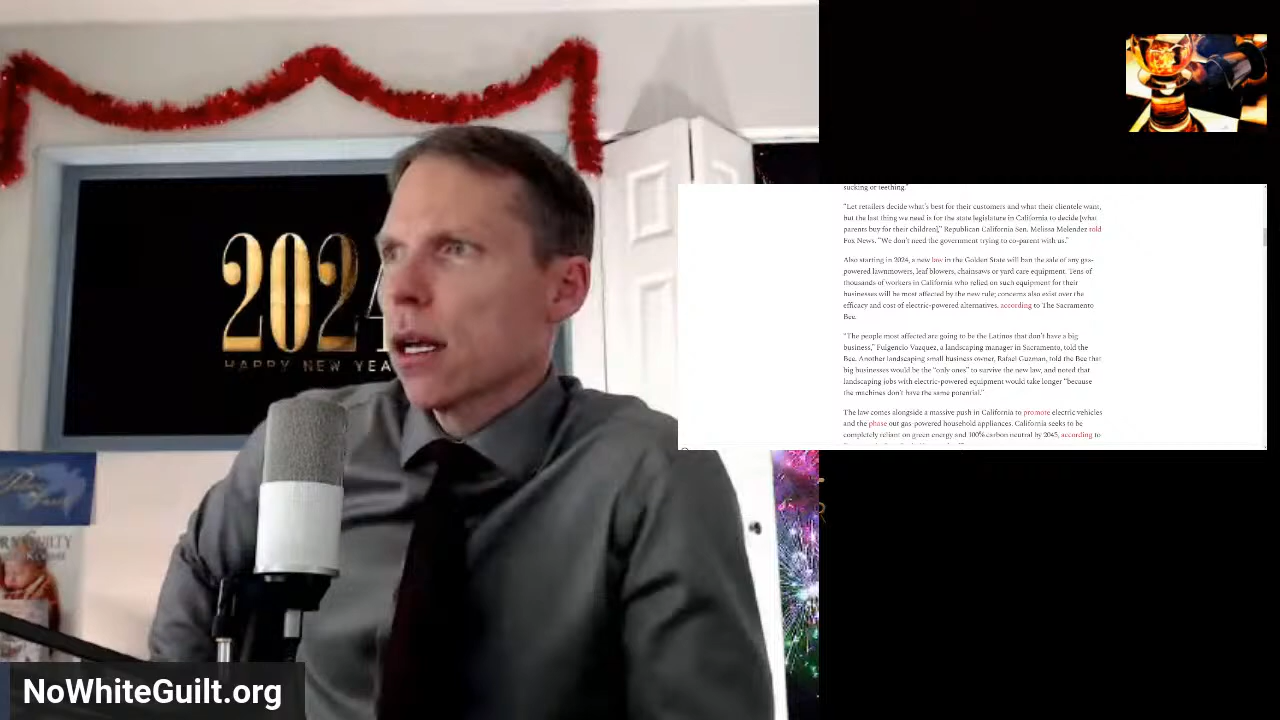 2024
HAPPY NEW YEA
sucking or teething."
"Let retailers decide what's best for their customers and what their clientele want,
but the last thing we need is for the state legislature in California to decide [what
parents buy for their children]," Republican California Sen. Melissa Melendez told
Fox News. "We don't need the government trying to co-parent with us."
Also starting in 2024, a new law in the Golden State will ban the sale of any gas-
powered lawnmowers, leaf blowers, chainsaws or yard care equipment. Tens of
thousands of workers in California who relied on such equipment for their
businesses will be most affected by the new rule; concerns also exist over the
efficacy and cost of electric-powered alternatives, according to The Sacramento
Bee.
"The people most affected are going to be the Latinos that don't have a big
business," Fulgencio Vazquez, a landscaping manager in Sacramento, told the
Bee. Another landscaping small business owner, Rafael Guzman, told the Bee that
big businesses would be the "only ones" to survive the new law, and noted that
landscaping jobs with electric-powered equipment would take longer "because
the machines don't have the same potential."
The law comes alongside a massive push in California to promote electric vehicles
and the phase out gas powered household appliances. California seeks to be
completely reliant on green energy and 100% carbon neutral by 2045, according to
NoWhiteGuilt.org